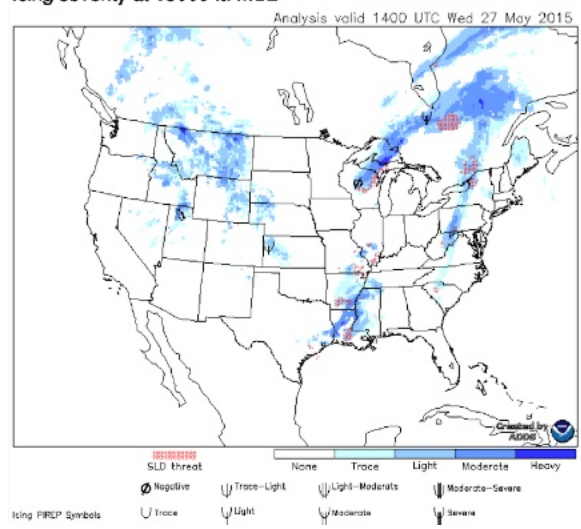 Analysis valid 1400 UTC Wed 27 May 2015
Created by
ADDS
SLD threat
None Trace Light Moderate Heavy
Negative Trace-Light Light-Moderate Moderate-Severe
Icing PIREP Symbols
Trace Light Moderate Severe